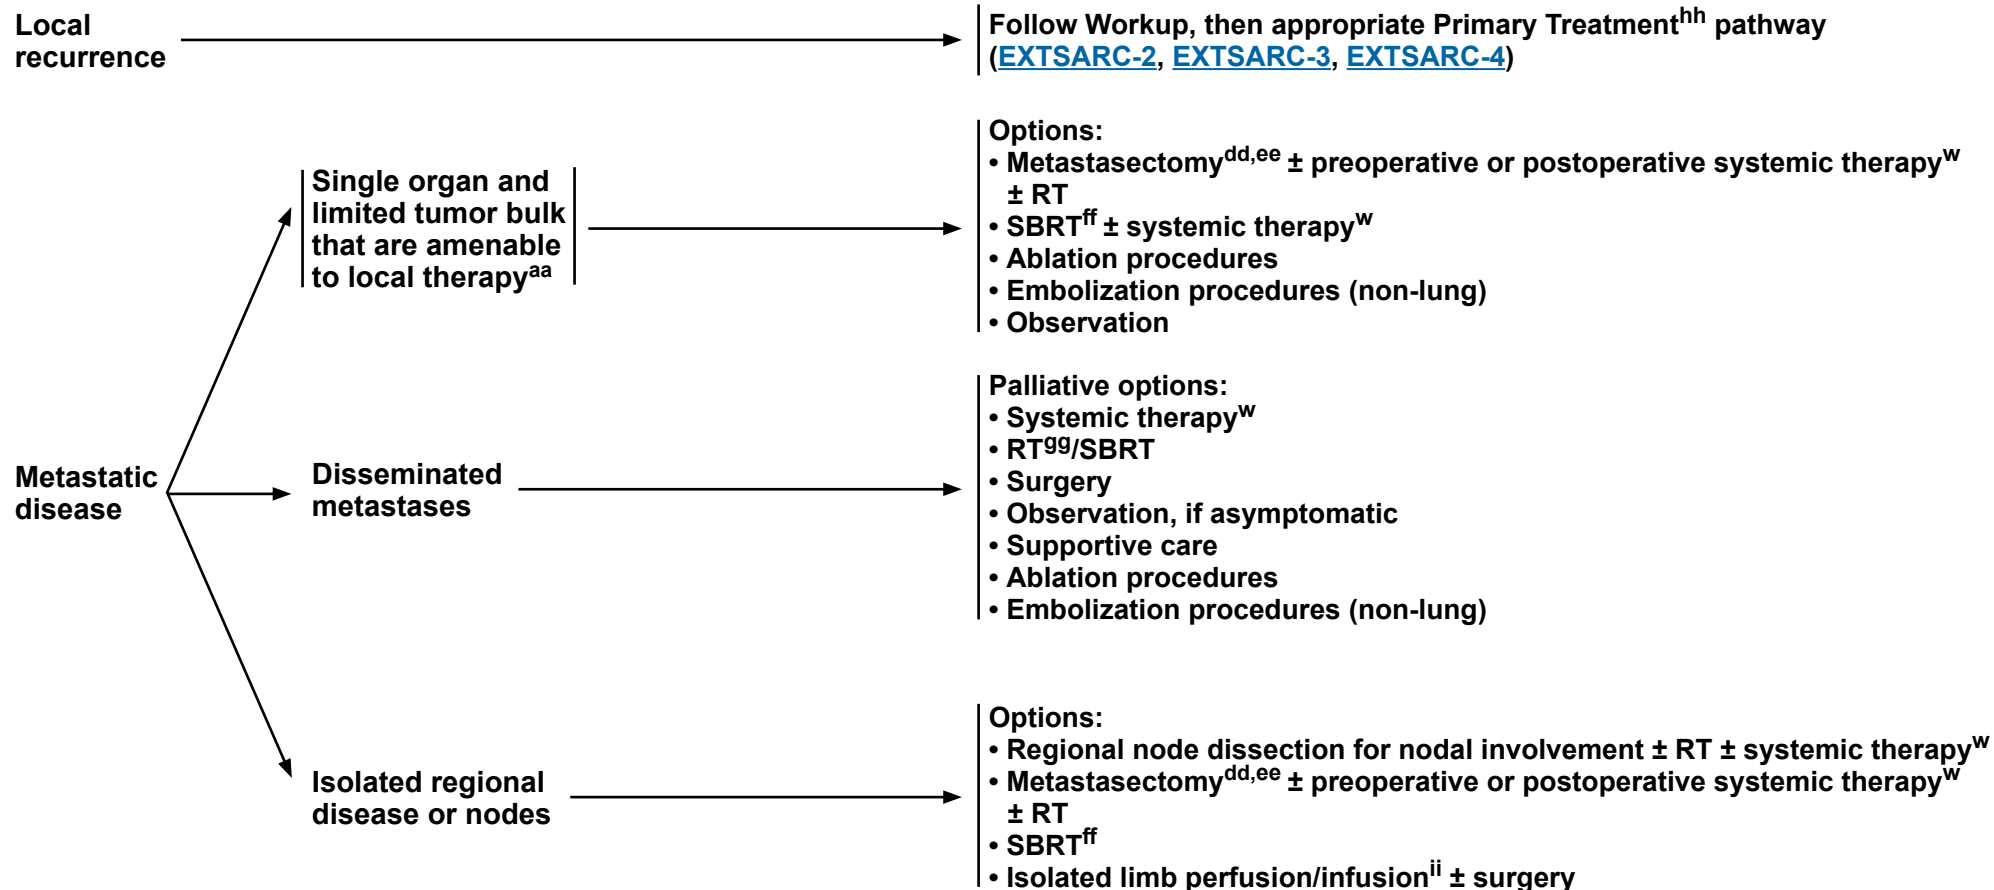 Local
recurrence
Follow Workup, then appropriate Primary Treatmenthh pathway
(EXTSARC-2, EXTSARC-3, EXTSARC-4)
Metastatic
disease
Single organ and
limited tumor bulk
that are amenable
to local therapyaa
Options:
• Metastasectomydd,ee ± preoperative or postoperative systemic therapyw
± RT
• SBRTff ± systemic therapyw
• Ablation procedures
• Embolization procedures (non-lung)
• Observation
Disseminated
metastases
Palliative options:
• Systemic therapyw
• RTgg/SBRT
• Surgery
• Observation, if asymptomatic
• Supportive care
• Ablation procedures
• Embolization procedures (non-lung)
Isolated regional
disease or nodes
Options:
• Regional node dissection for nodal involvement ± RT ± systemic therapyw
• Metastasectomydd,ee ± preoperative or postoperative systemic therapyw
± RT
• SBRTff
• Isolated limb perfusion/infusionii ± surgery